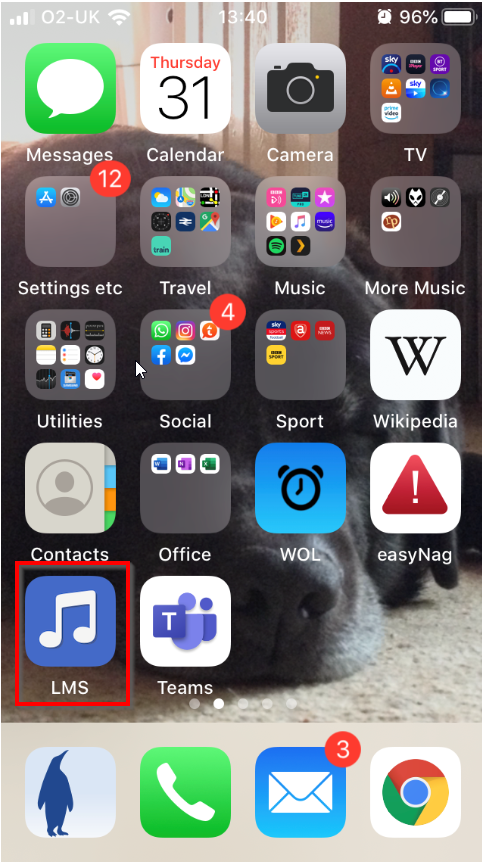 O2-UK 13:40 96%
Thursday
31
Messages Calendar Camera TV
12
Settings etc Travel Music More Music
4
Utilities Social Sport Wikipedia
W
Contacts Office WOL easyNag
T
LMS Teams
3